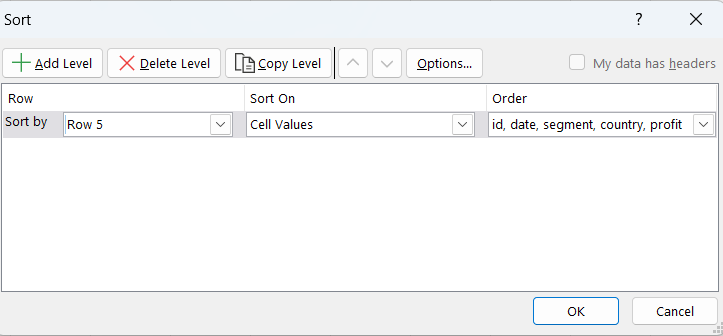 Sort ?
Add Level Delete Level Copy Level Options... My data has headers
Row Sort On Order
Sort by Row 5 Cell Values id, date, segment, country, profit
OK Cancel